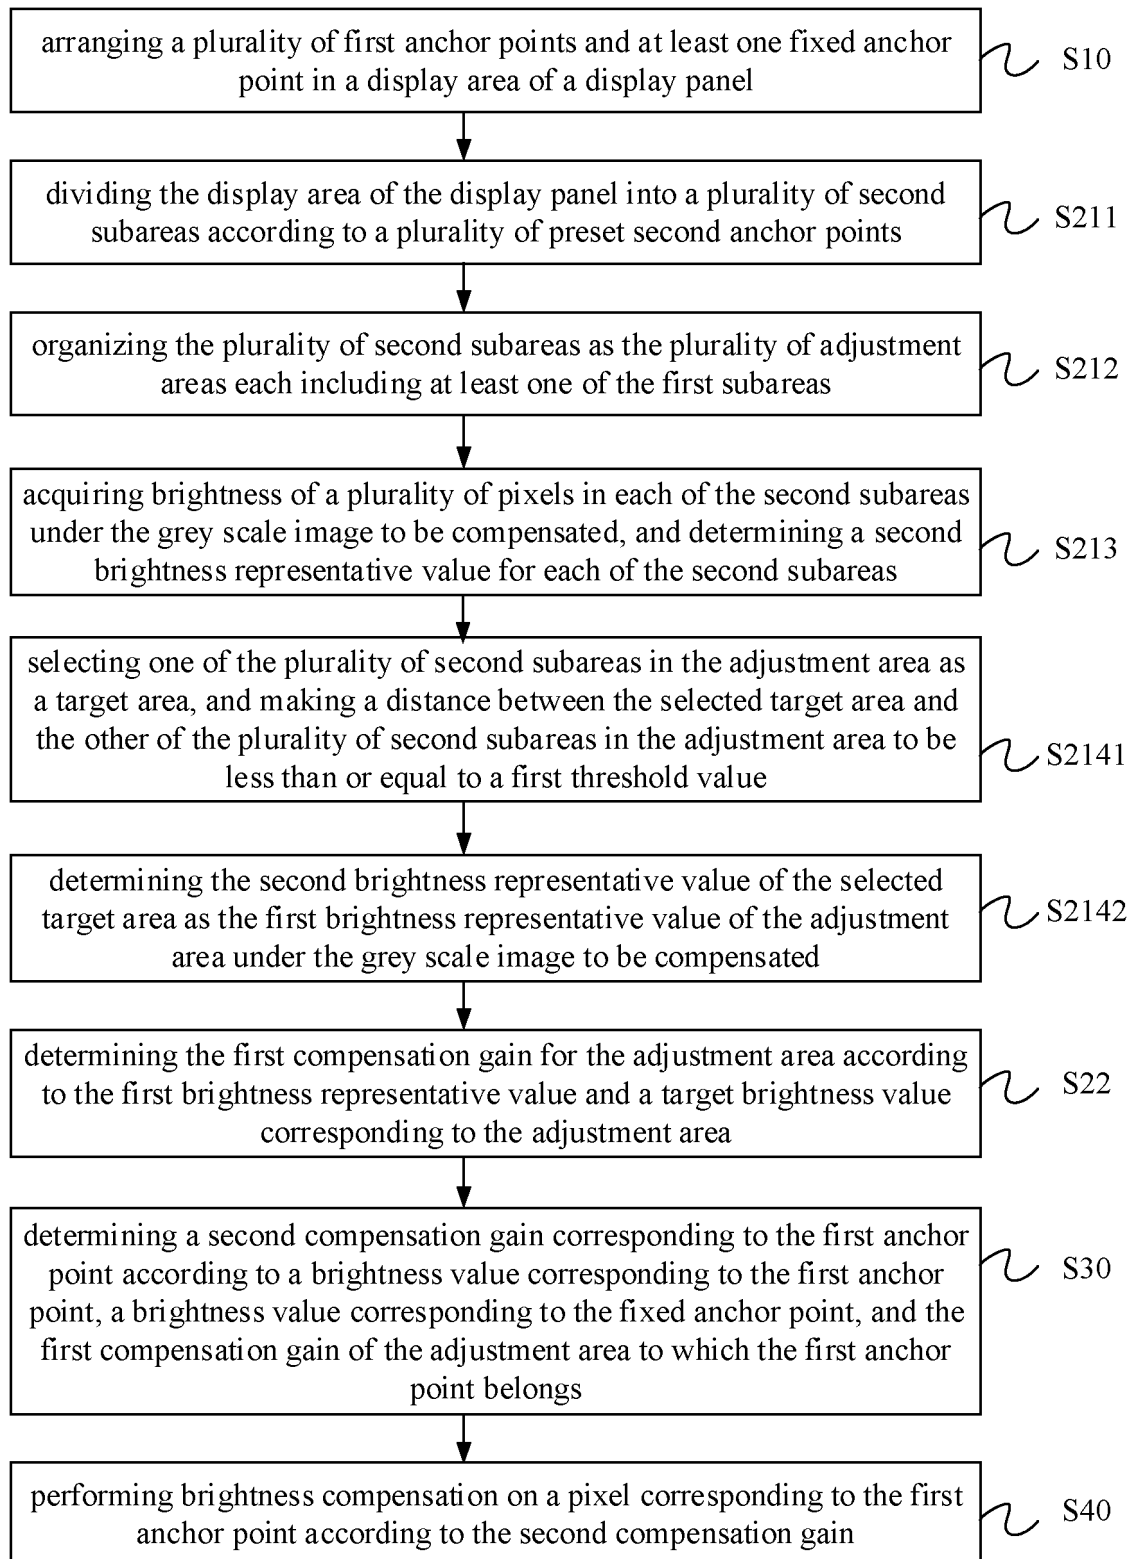 arranging a plurality of first anchor points and at least one fixed anchor
point in a display area of a display panel
S10
dividing the display area of the display panel into a plurality of second
subareas according to a plurality of preset second anchor points
S211
organizing the plurality of second subareas as the plurality of adjustment
areas each including at least one of the first subareas
S212
acquiring brightness of a plurality of pixels in each of the second subareas
under the grey scale image to be compensated, and determining a second
brightness representative value for each of the second subareas
S213
selecting one of the plurality of second subareas in the adjustment area as
a target area, and making a distance between the selected target area and
the other of the plurality of second subareas in the adjustment area to be
less than or equal to a first threshold value
S2141
determining the second brightness representative value of the selected
target area as the first brightness representative value of the adjustment
area under the grey scale image to be compensated
S2142
determining the first compensation gain for the adjustment area according
to the first brightness representative value and a target brightness value
corresponding to the adjustment area
S22
determining a second compensation gain corresponding to the first anchor
point according to a brightness value corresponding to the first anchor
point, a brightness value corresponding to the fixed anchor point, and the
first compensation gain of the adjustment area to which the first anchor
point belongs
S30
performing brightness compensation on a pixel corresponding to the first
anchor point according to the second compensation gain
S40